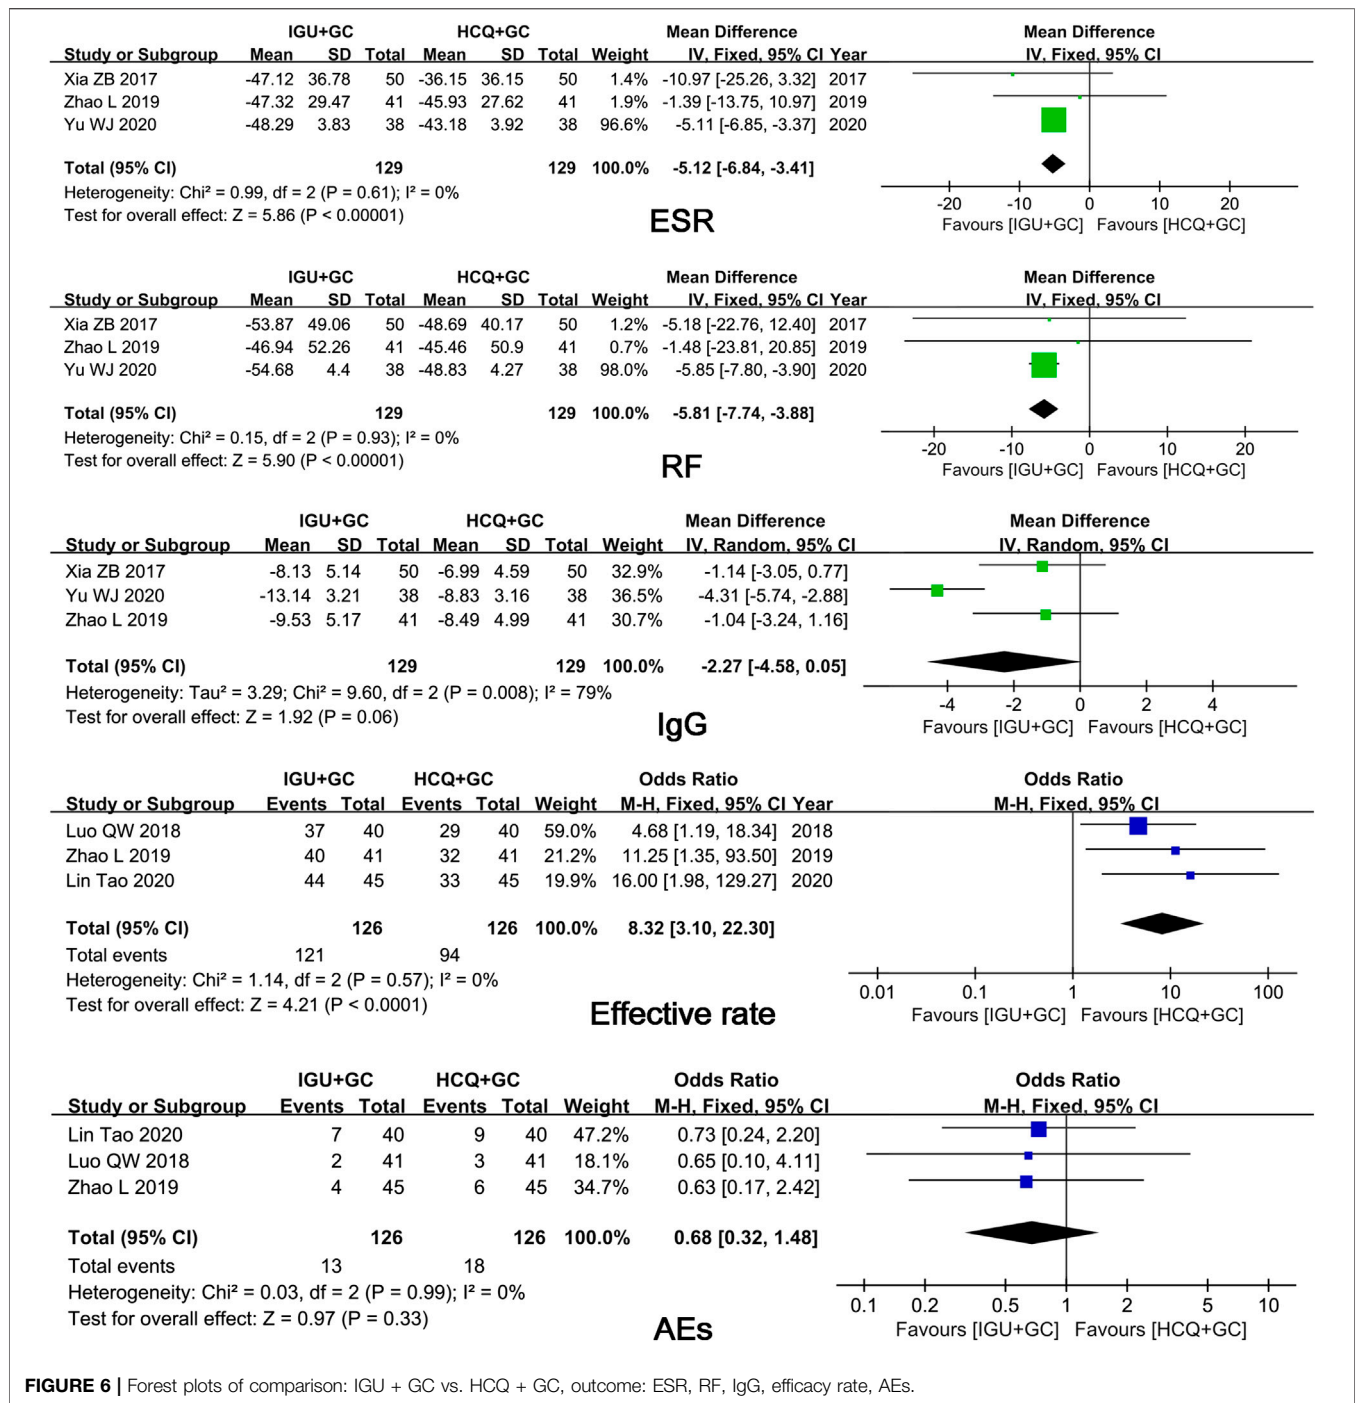 IGU+GC HCQ+GC Mean Difference Mean Difference
Study or Subgroup Mean SD Total Mean SD Total Weight IV, Fixed, 95% CI Year IV, Fixed, 95% CI
Xia ZB 2017 -47.12 36.78 50 -36.15 36.15 50 1.4% -10.97 [-25.26, 3.32] 2017
Zhao L 2019 -47.32 29.47 41 -45.93 27.62 41 1.9% -1.39 [-13.75, 10.97] 2019
Yu WJ 2020 -48.29 3.83 38 -43.18 3.92 38 96.6% -5.11 [-6.85, -3.37] 2020
Total (95% CI) 129 129 100.0% -5.12 [-6.84, -3.41]
Heterogeneity: Chi² = 0.99, df = 2 (P = 0.61); I² = 0%
Test for overall effect: Z = 5.86 (P < 0.00001)
-20 -10 0 10 20
Favours [IGU+GC] Favours [HCQ+GC]
ESR
IGU+GC HCQ+GC Mean Difference Mean Difference
Study or Subgroup Mean SD Total Mean SD Total Weight IV, Fixed, 95% CI Year IV, Fixed, 95% CI
Xia ZB 2017 -53.87 49.06 50 -48.69 40.17 50 1.2% -5.18 [-22.76, 12.40] 2017
Zhao L 2019 -46.94 52.26 41 -45.46 50.9 41 0.7% -1.48 [-23.81, 20.85] 2019
Yu WJ 2020 -54.68 4.4 38 -48.83 4.27 38 98.0% -5.85 [-7.80, -3.90] 2020
Total (95% CI) 129 129 100.0% -5.81 [-7.74, -3.88]
Heterogeneity: Chi² = 0.15, df = 2 (P = 0.93); I² = 0%
Test for overall effect: Z = 5.90 (P < 0.00001)
-20 -10 0 10 20
Favours [IGU+GC] Favours [HCQ+GC]
RF
IGU+GC HCQ+GC Mean Difference Mean Difference
Study or Subgroup Mean SD Total Mean SD Total Weight IV, Random, 95% CI IV, Random, 95% CI
Xia ZB 2017 -8.13 5.14 50 -6.99 4.59 50 32.9% -1.14 [-3.05, 0.77]
Yu WJ 2020 -13.14 3.21 38 -8.83 3.16 38 36.5% -4.31 [-5.74, -2.88]
Zhao L 2019 -9.53 5.17 41 -8.49 4.99 41 30.7% -1.04 [-3.24, 1.16]
Total (95% CI) 129 129 100.0% -2.27 [-4.58, 0.05]
Heterogeneity: Tau² = 3.29; Chi² = 9.60, df = 2 (P = 0.008); I² = 79%
Test for overall effect: Z = 1.92 (P = 0.06)
-4 -2 0 2 4
Favours [IGU+GC] Favours [HCQ+GC]
IgG
IGU+GC HCQ+GC Odds Ratio Odds Ratio
Study or Subgroup Events Total Events Total Weight M-H, Fixed, 95% CI Year M-H, Fixed, 95% CI
Luo QW 2018 37 40 29 40 59.0% 4.68 [1.19, 18.34] 2018
Zhao L 2019 40 41 32 41 21.2% 11.25 [1.35, 93.50] 2019
Lin Tao 2020 44 45 33 45 19.9% 16.00 [1.98, 129.27] 2020
Total (95% CI) 126 126 100.0% 8.32 [3.10, 22.30]
Total events 121 94
Heterogeneity: Chi² = 1.14, df = 2 (P = 0.57); I² = 0%
Test for overall effect: Z = 4.21 (P < 0.0001)
0.01 0.1 1 10 100
Favours [IGU+GC] Favours [HCQ+GC]
Effective rate
IGU+GC HCQ+GC Odds Ratio Odds Ratio
Study or Subgroup Events Total Events Total Weight M-H, Fixed, 95% CI M-H, Fixed, 95% CI
Lin Tao 2020 7 40 9 40 47.2% 0.73 [0.24, 2.20]
Luo QW 2018 2 41 3 41 18.1% 0.65 [0.10, 4.11]
Zhao L 2019 4 45 6 45 34.7% 0.63 [0.17, 2.42]
Total (95% CI) 126 126 100.0% 0.68 [0.32, 1.48]
Total events 13 18
Heterogeneity: Chi² = 0.03, df = 2 (P = 0.99); I² = 0%
Test for overall effect: Z = 0.97 (P = 0.33)
0.1 0.2 0.5 1 2 5 10
Favours [IGU+GC] Favours [HCQ+GC]
AEs
FIGURE 6 | Forest plots of comparison: IGU + GC vs. HCQ + GC, outcome: ESR, RF, IgG, efficacy rate, AEs.